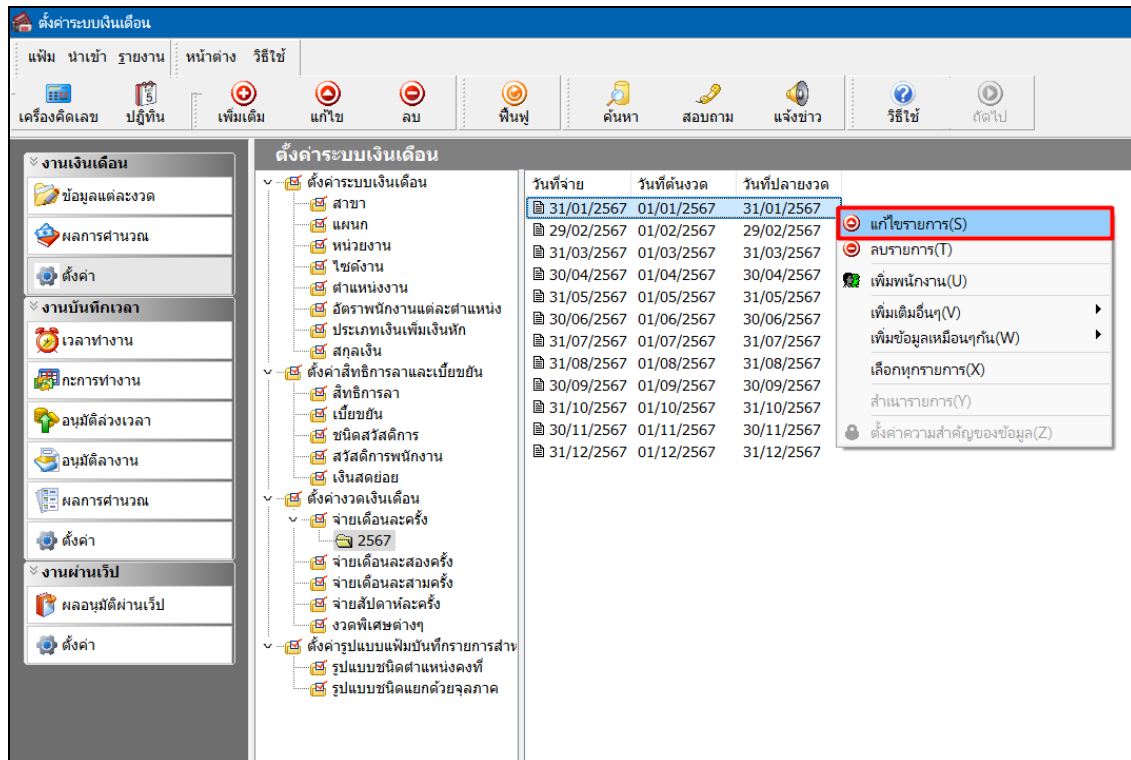 ตั้งค่าระบบเงินเดือน
แฟ้ม นำเข้า รายงาน หน้าต่าง วิธีใช้
เครื่องคิดเลข ปฏิทิน เพิ่มเติม แก้ไข ลบ ฟื้นฟู ค้นหา สอบถาม แจ้งข่าว วิธีใช้ ถัดไป
งานเงินเดือน
ข้อมูลแต่ละงวด
ผลการคำนวณ
ตั้งค่า
งานบันทึกเวลา
เวลาทำงาน
กะการทำงาน
อนุมัติล่วงเวลา
อนุมัติลางาน
ผลการคำนวณ
ตั้งค่า
งานผ่านเว็ป
ผลอนุมัติผ่านเว็ป
ตั้งค่า
ตั้งค่าระบบเงินเดือน
ตั้งค่าระบบเงินเดือน
สาขา
แผนก
หน่วยงาน
ไซด์งาน
ตำแหน่งงาน
อัตราพนักงานแต่ละตำแหน่ง
ประเภทเงินเพิ่มเงินหัก
สกุลเงิน
ตั้งค่าสิทธิการลาและเบี้ยขยัน
สิทธิการลา
เบี้ยขยัน
ชนิดสวัสดิการ
สวัสดิการพนักงาน
เงินสดย่อย
ตั้งค่างวดเงินเดือน
จ่ายเดือนละครั้ง
2567
จ่ายเดือนละสองครั้ง
จ่ายเดือนละสามครั้ง
จ่ายสัปดาห์ละครั้ง
งวดพิเศษต่างๆ
ตั้งค่ารูปแบบแฟ้มบันทึกรายการสำห
รูปแบบชนิดตำแหน่งคงที่
รูปแบบชนิดแยกด้วยจุลภาค
วันที่จ่าย วันที่ต้นงวด วันที่ปลายงวด
31/01/2567 01/01/2567 31/01/2567
29/02/2567 01/02/2567 29/02/2567
31/03/2567 01/03/2567 31/03/2567
30/04/2567 01/04/2567 30/04/2567
31/05/2567 01/05/2567 31/05/2567
30/06/2567 01/06/2567 30/06/2567
31/07/2567 01/07/2567 31/07/2567
31/08/2567 01/08/2567 31/08/2567
30/09/2567 01/09/2567 30/09/2567
31/10/2567 01/10/2567 31/10/2567
30/11/2567 01/11/2567 30/11/2567
31/12/2567 01/12/2567 31/12/2567
แก้ไขรายการ(S)
ลบรายการ(T)
เพิ่มพนักงาน(U)
เพิ่มเติมอื่นๆ(V)
เพิ่มข้อมูลเหมือนๆกัน(W)
เลือกทุกรายการ(X)
สำเนารายการ(Y)
ตั้งค่าความสำคัญของข้อมูล(Z)